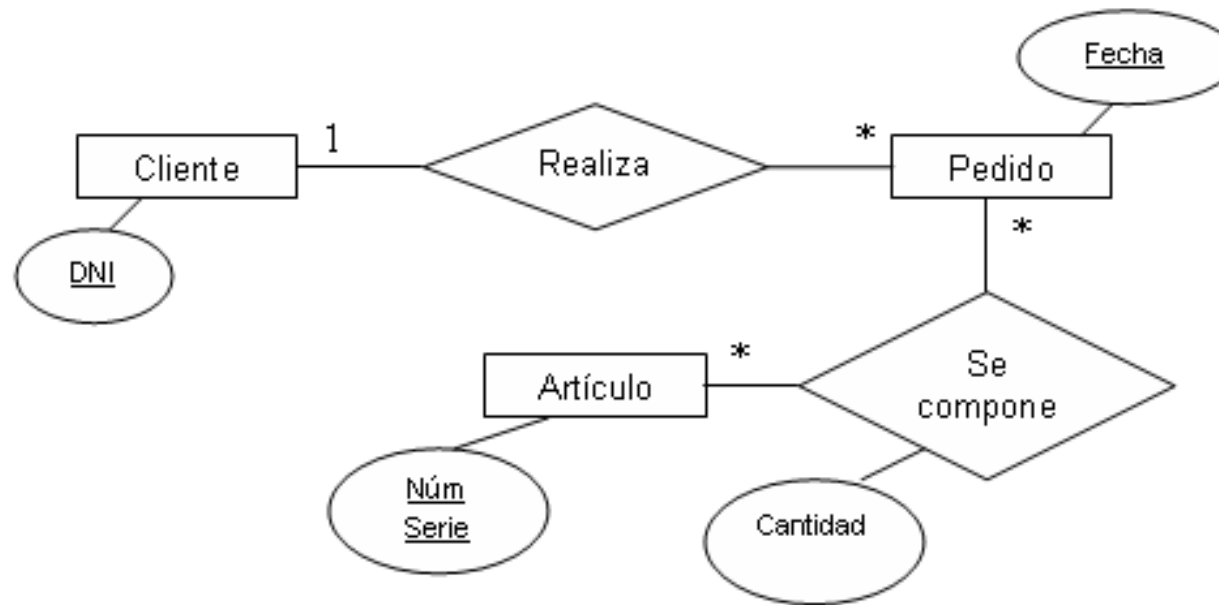 Fecha
1
*
Cliente
Realiza
Pedido
*
DNI
*
Artículo
Se
compone
Núm
Serie
Cantidad